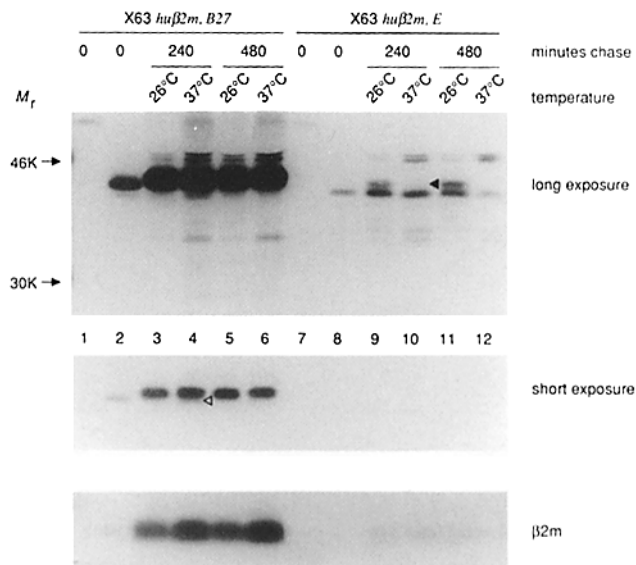 X63 huβ2m, B27 X63 huβ2m, E
0 0 240 480 0 0 240 480 minutes chase
26°C 37°C 26°C 37°C 26°C 37°C 26°C 37°C temperature
Mr
46K
long exposure
30K
1 2 3 4 5 6 7 8 9 10 11 12
short exposure
β2m